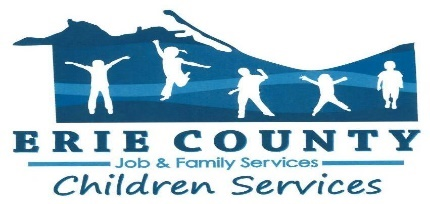 ERIE COUNTY
Job & Family Services
Children Services